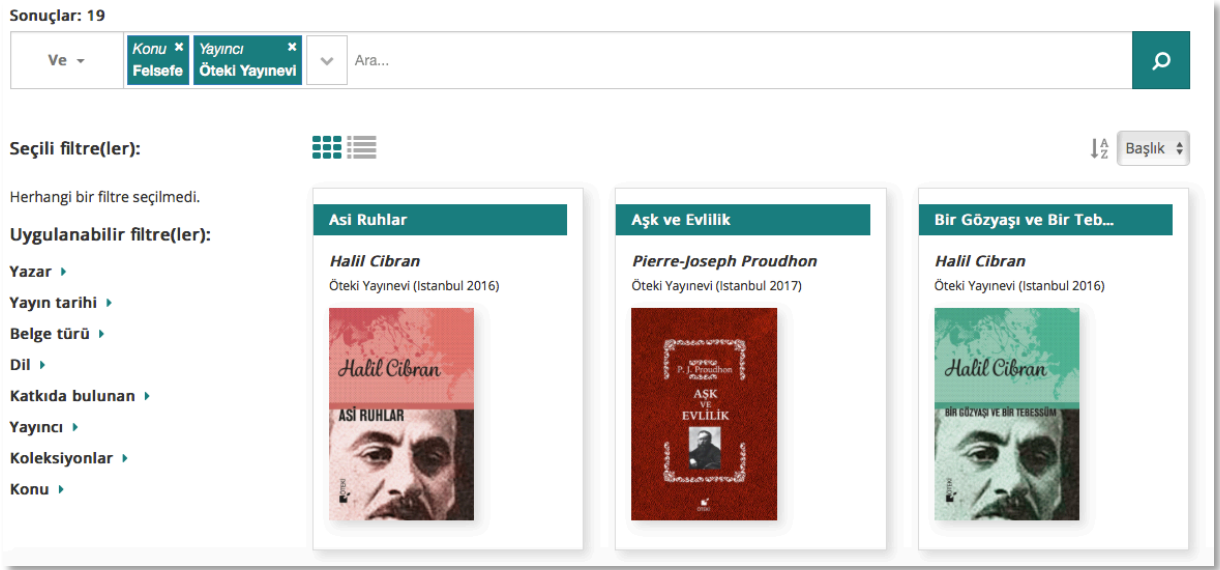 Sonuçlar: 19
Ve
Konu ×
Felsefe
Yayıncı ×
Öteki Yayınevi
Ara...
Seçili filtre(ler):
Herhangi bir filtre seçilmedi.
Uygulanabilir filtre(ler):
Yazar
Yayın tarihi
Belge türü
Dil
Katkıda bulunan
Yayıncı
Koleksiyonlar
Konu
A
Z
Başlık
Asi Ruhlar
Halil Cibran
Öteki Yayınevi (Istanbul 2016)
Halil Cibran
ASİ RUHLAR
ÖTEKİ
Aşk ve Evlilik
Pierre-Joseph Proudhon
Öteki Yayınevi (Istanbul 2017)
P. J. Proudhon
AŞK
VE
EVLİLİK
ÖTEKİ
Bir Gözyaşı ve Bir Teb...
Halil Cibran
Öteki Yayınevi (Istanbul 2016)
Halil Cibran
BİR GÖZYAŞI VE BİR TEBESSÜM
ÖTEKİ